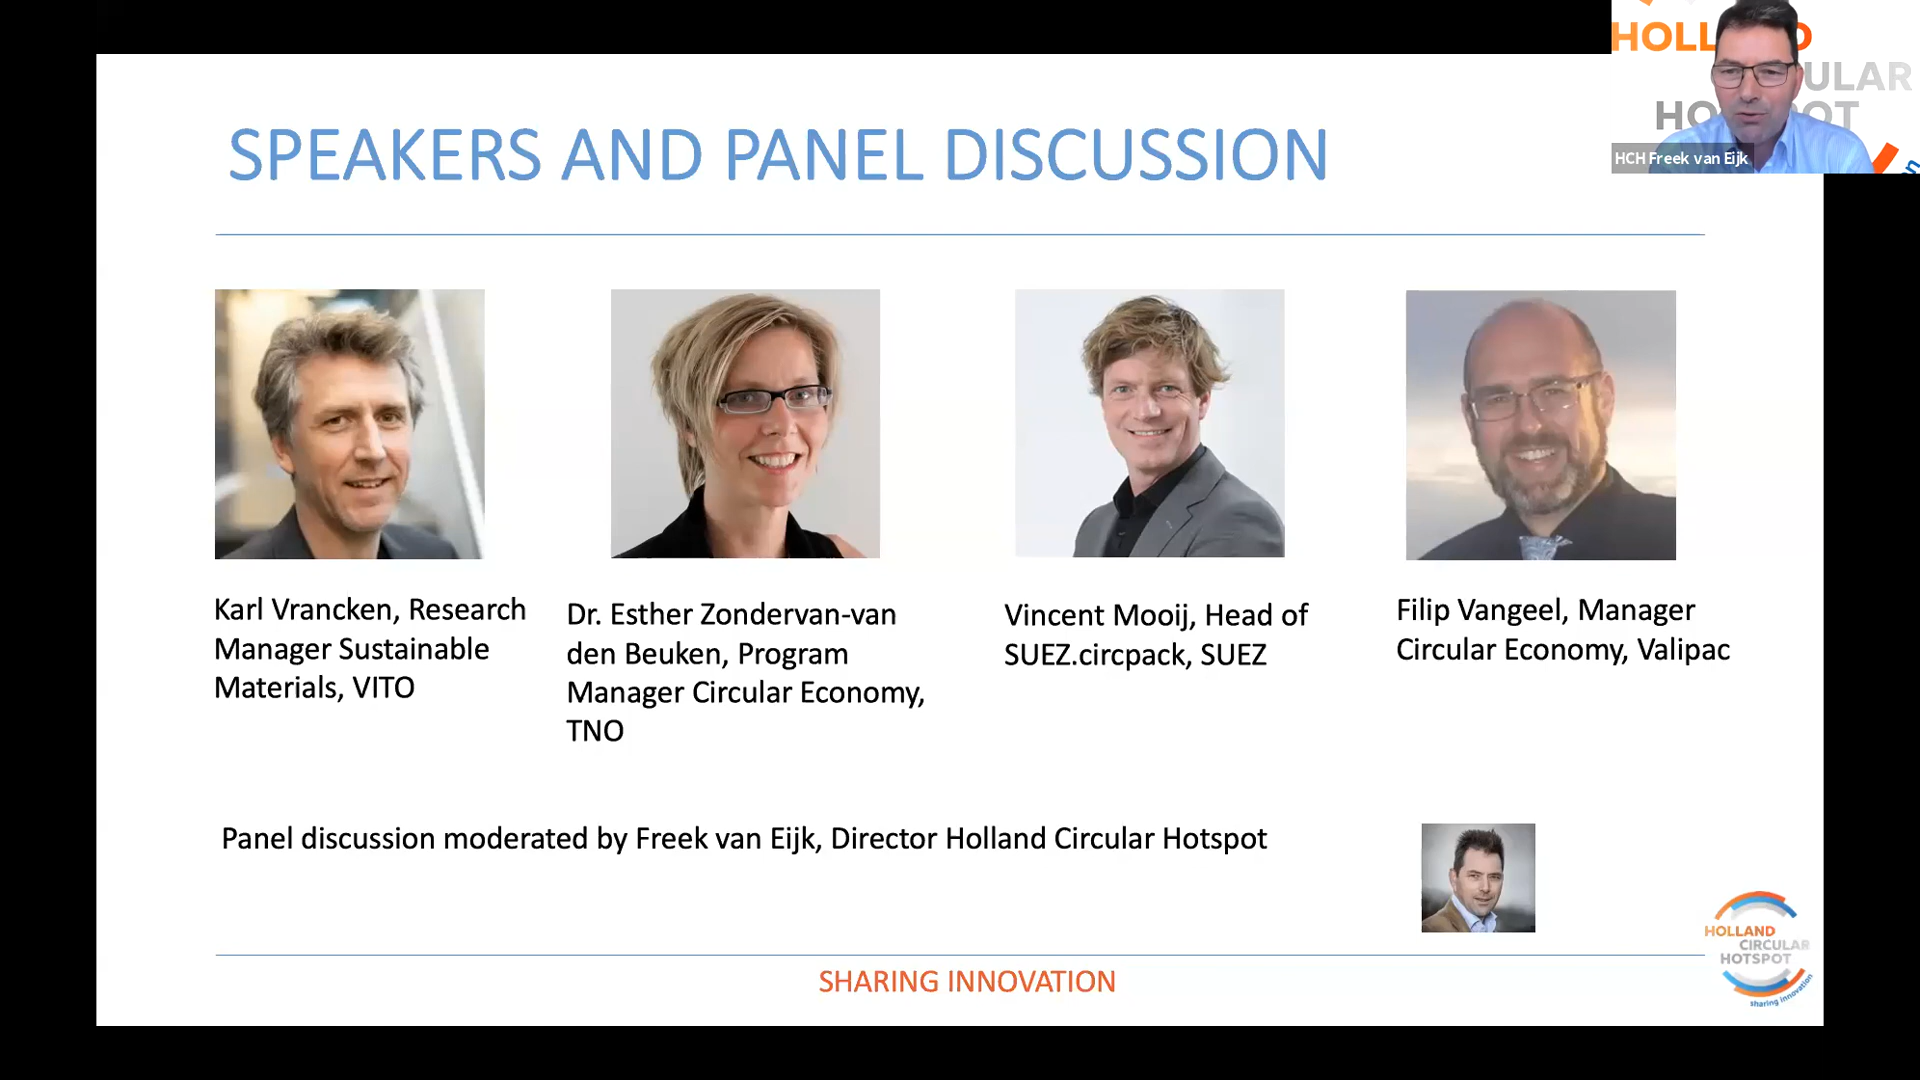 SPEAKERS AND PANEL DISCUSSION
HCH Freek van Eijk
Karl Vrancken, Research
Manager Sustainable
Materials, VITO
Dr. Esther Zondervan-van
den Beuken, Program
Manager Circular Economy,
TNO
Vincent Mooij, Head of
SUEZ.circpack, SUEZ
Filip Vangeel, Manager
Circular Economy, Valipac
Panel discussion moderated by Freek van Eijk, Director Holland Circular Hotspot
SHARING INNOVATION
HOLLAND
CIRCULAR
HOTSPOT
sharing innovation